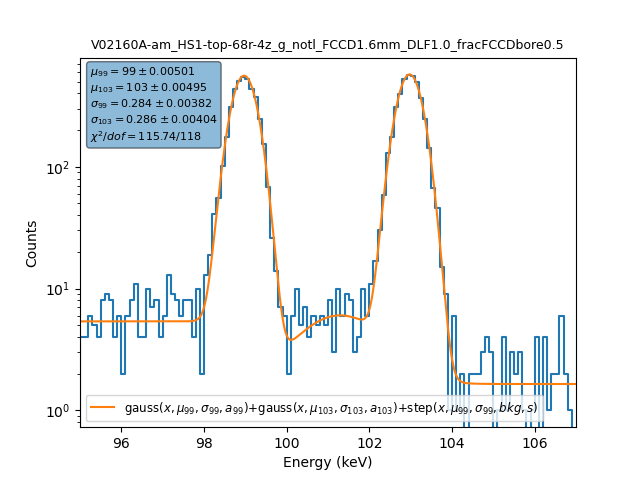 V02160A-am_HS1-top-68r-4z_g_notl_FCCD1.6mm_DLF1.0_fracFCCDbore0.5
μ₉₉ = 99 ± 0.00501
μ₁₀₃ = 103 ± 0.00495
σ₉₉ = 0.284 ± 0.00382
σ₁₀₃ = 0.286 ± 0.00404
χ²/dof = 115.74/118
Counts
10²
10¹
10⁰
gauss(x, μ₉₉, σ₉₉, a₉₉)+gauss(x, μ₁₀₃, σ₁₀₃, a₁₀₃)+step(x, μ₉₉, σ₉₉, bkg, s)
96 98 100 102 104 106
Energy (keV)